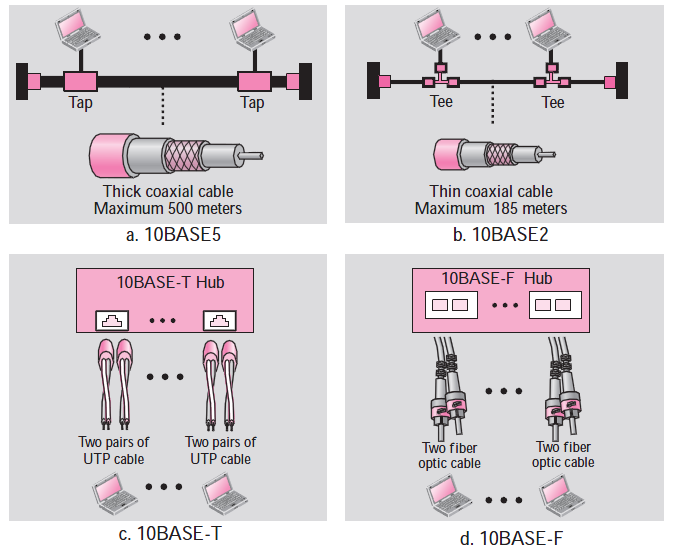 Tap
Tap
Thick coaxial cable
Maximum 500 meters
a. 10BASE5
Tee
Tee
Thin coaxial cable
Maximum 185 meters
b. 10BASE2
10BASE-T Hub
Two pairs of
UTP cable
Two pairs of
UTP cable
c. 10BASE-T
10BASE-F Hub
Two fiber
optic cable
Two fiber
optic cable
d. 10BASE-F